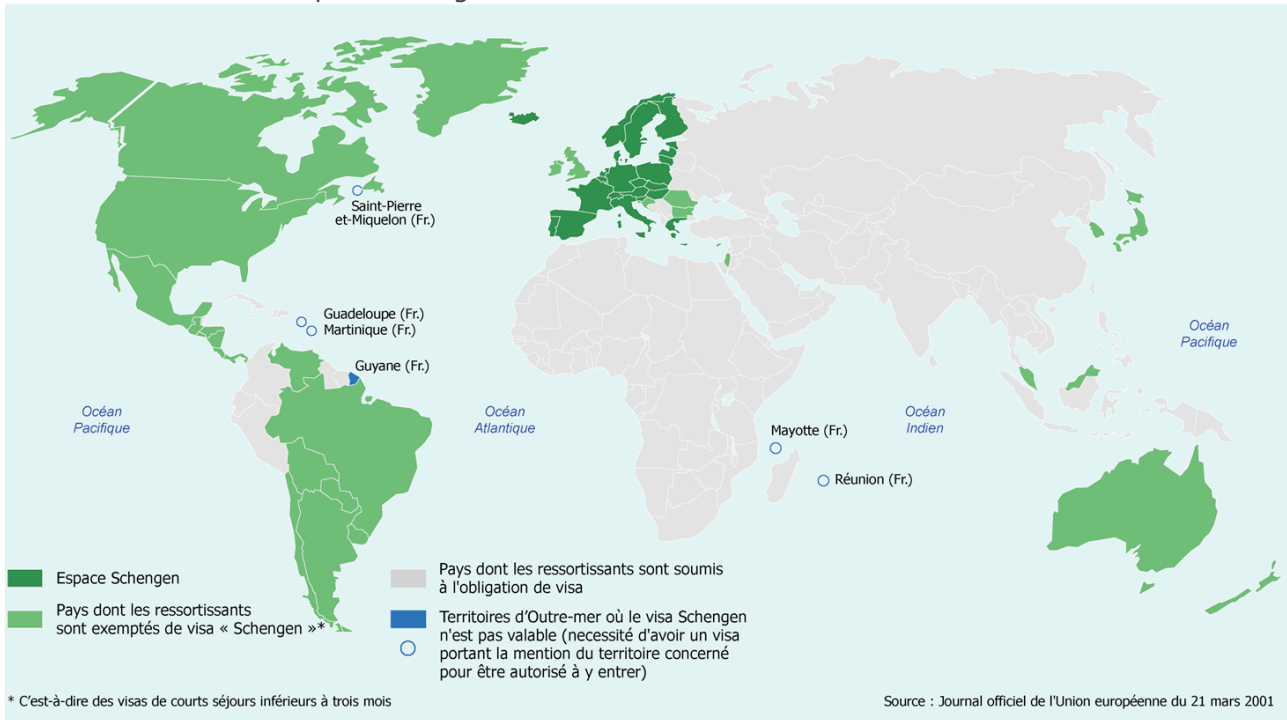 Saint-Pierre
et-Miquelon (Fr.)
Guadeloupe (Fr.)
Martinique (Fr.)
Guyane (Fr.)
Océan
Pacifique
Océan
Atlantique
Océan
Indien
Océan
Pacifique
Mayotte (Fr.)
Réunion (Fr.)
Espace Schengen
Pays dont les ressortissants
sont exemptés de visa « Schengen »*
Pays dont les ressortissants sont soumis
à l'obligation de visa
Territoires d'Outre-mer où le visa Schengen
n'est pas valable (necessité d'avoir un visa
portant la mention du territoire concerné
pour être autorisé à y entrer)
* C'est-à-dire des visas de courts séjours inférieurs à trois mois
Source : Journal officiel de l'Union européenne du 21 mars 2001